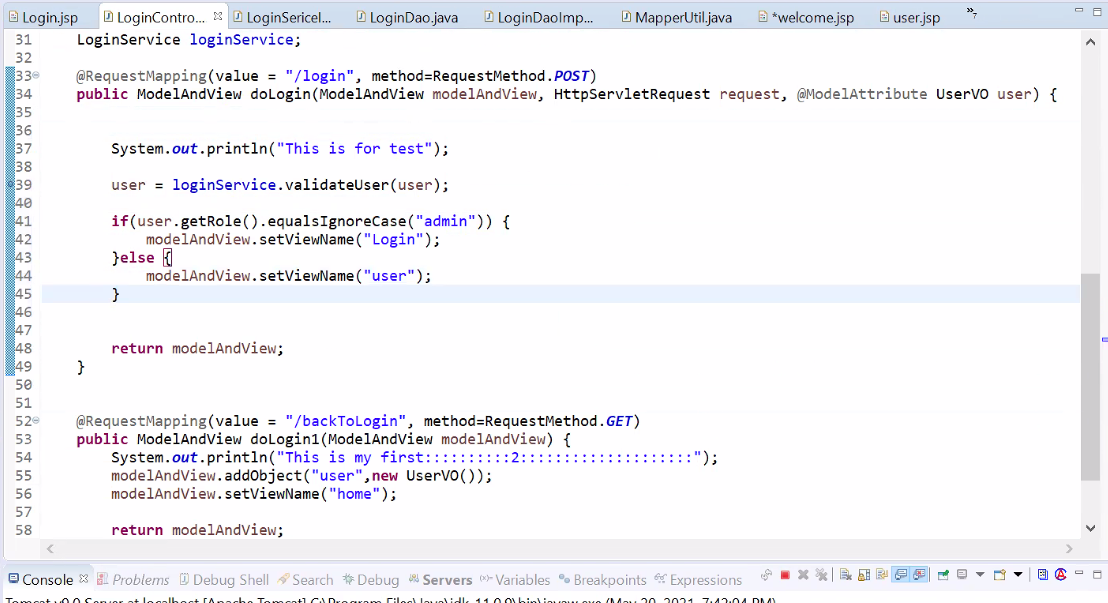 Login.jsp LoginContro... LoginSericeI... LoginDao.java LoginDaoImp... MapperUtil.java *welcome.jsp user.jsp »7
31 LoginService loginService;
32
33 @RequestMapping(value = "/login", method=RequestMethod.POST)
34 public ModelAndView doLogin(ModelAndView modelAndView, HttpServletRequest request, @ModelAttribute UserVO user) {
35
36
37 System.out.println("This is for test");
38
39 user = loginService.validateUser(user);
40
41 if(user.getRole().equalsIgnoreCase("admin")) {
42 modelAndView.setViewName("Login");
43 }else {
44 modelAndView.setViewName("user");
45 }
46
47
48 return modelAndView;
49 }
50
51
52 @RequestMapping(value = "/backToLogin", method=RequestMethod.GET)
53 public ModelAndView doLogin1(ModelAndView modelAndView) {
54 System.out.println("This is my first::::::::::2::::::::::::::::::::");
55 modelAndView.addObject("user",new UserVO());
56 modelAndView.setViewName("home");
57
58 return modelAndView;
Console Problems Debug Shell Search Debug Servers Variables Breakpoints Expressions
Tomcat v9.0 Server at localhost [Apache Tomcat] C:\Program Files\Java\jdk-11.0.9\bin\javaw.exe (May 20, 2021, 7:42:04 PM)